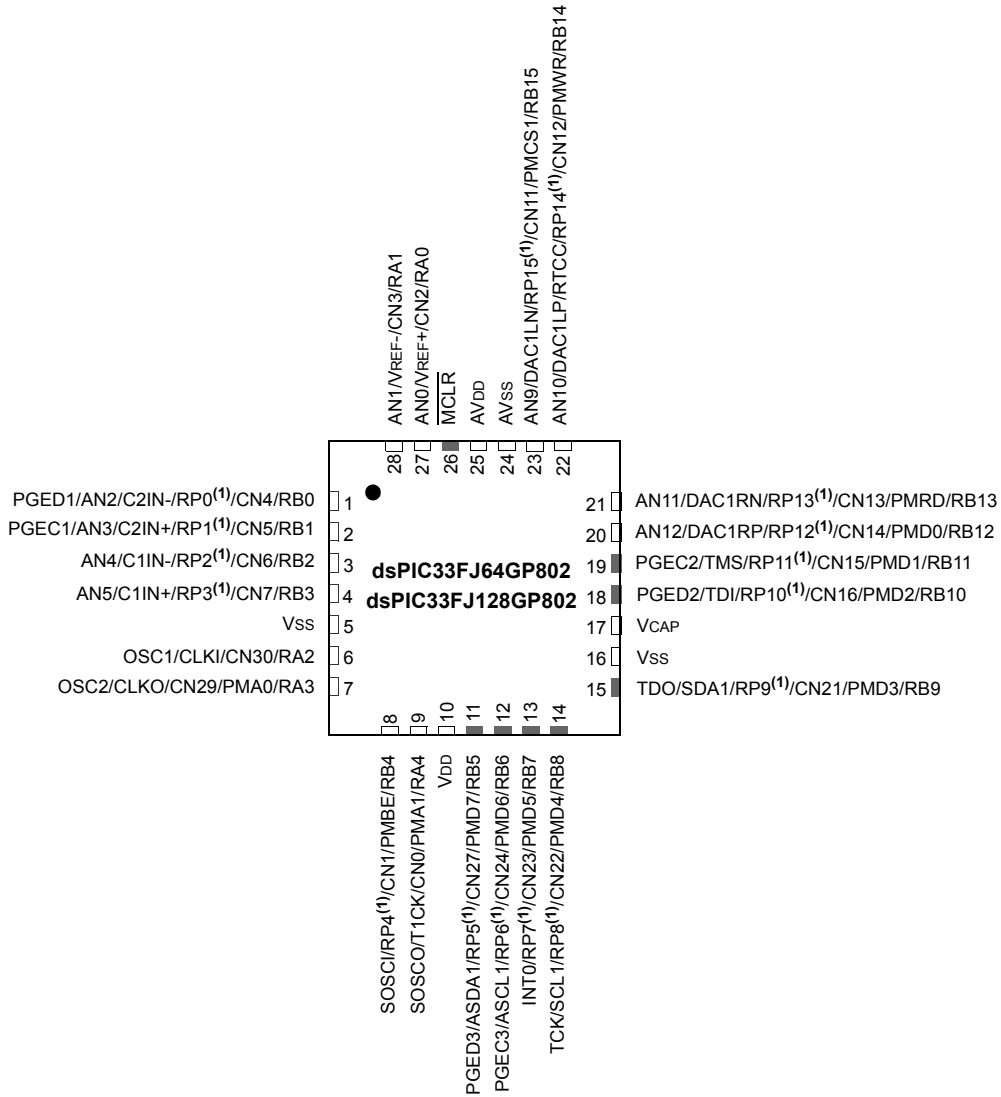 AN1/VREF-/CN3/RA1
AN0/VREF+/CN2/RA0
MCLR
AVDD
AVSS
AN9/DAC1LN/RP15(1)/CN11/PMCS1/RB15
AN10/DAC1LP/RTCC/RP14(1)/CN12/PMWR/RB14
28
27
26
25
24
23
22
PGED1/AN2/C2IN-/RP0(1)/CN4/RB0
1
PGEC1/AN3/C2IN+/RP1(1)/CN5/RB1
2
AN4/C1IN-/RP2(1)/CN6/RB2
3
AN5/C1IN+/RP3(1)/CN7/RB3
4
VSS
5
OSC1/CLKI/CN30/RA2
6
OSC2/CLKO/CN29/PMA0/RA3
7
dsPIC33FJ64GP802
dsPIC33FJ128GP802
21
AN11/DAC1RN/RP13(1)/CN13/PMRD/RB13
20
AN12/DAC1RP/RP12(1)/CN14/PMD0/RB12
19
PGEC2/TMS/RP11(1)/CN15/PMD1/RB11
18
PGED2/TDI/RP10(1)/CN16/PMD2/RB10
17
VCAP
16
VSS
15
TDO/SDA1/RP9(1)/CN21/PMD3/RB9
8
9
10
11
12
13
14
SOSCI/RP4(1)/CN1/PMBE/RB4
SOSCO/T1CK/CN0/PMA1/RA4
VDD
PGED3/ASDA1/RP5(1)/CN27/PMD7/RB5
PGEC3/ASCL1/RP6(1)/CN24/PMD6/RB6
INT0/RP7(1)/CN23/PMD5/RB7
TCK/SCL1/RP8(1)/CN22/PMD4/RB8